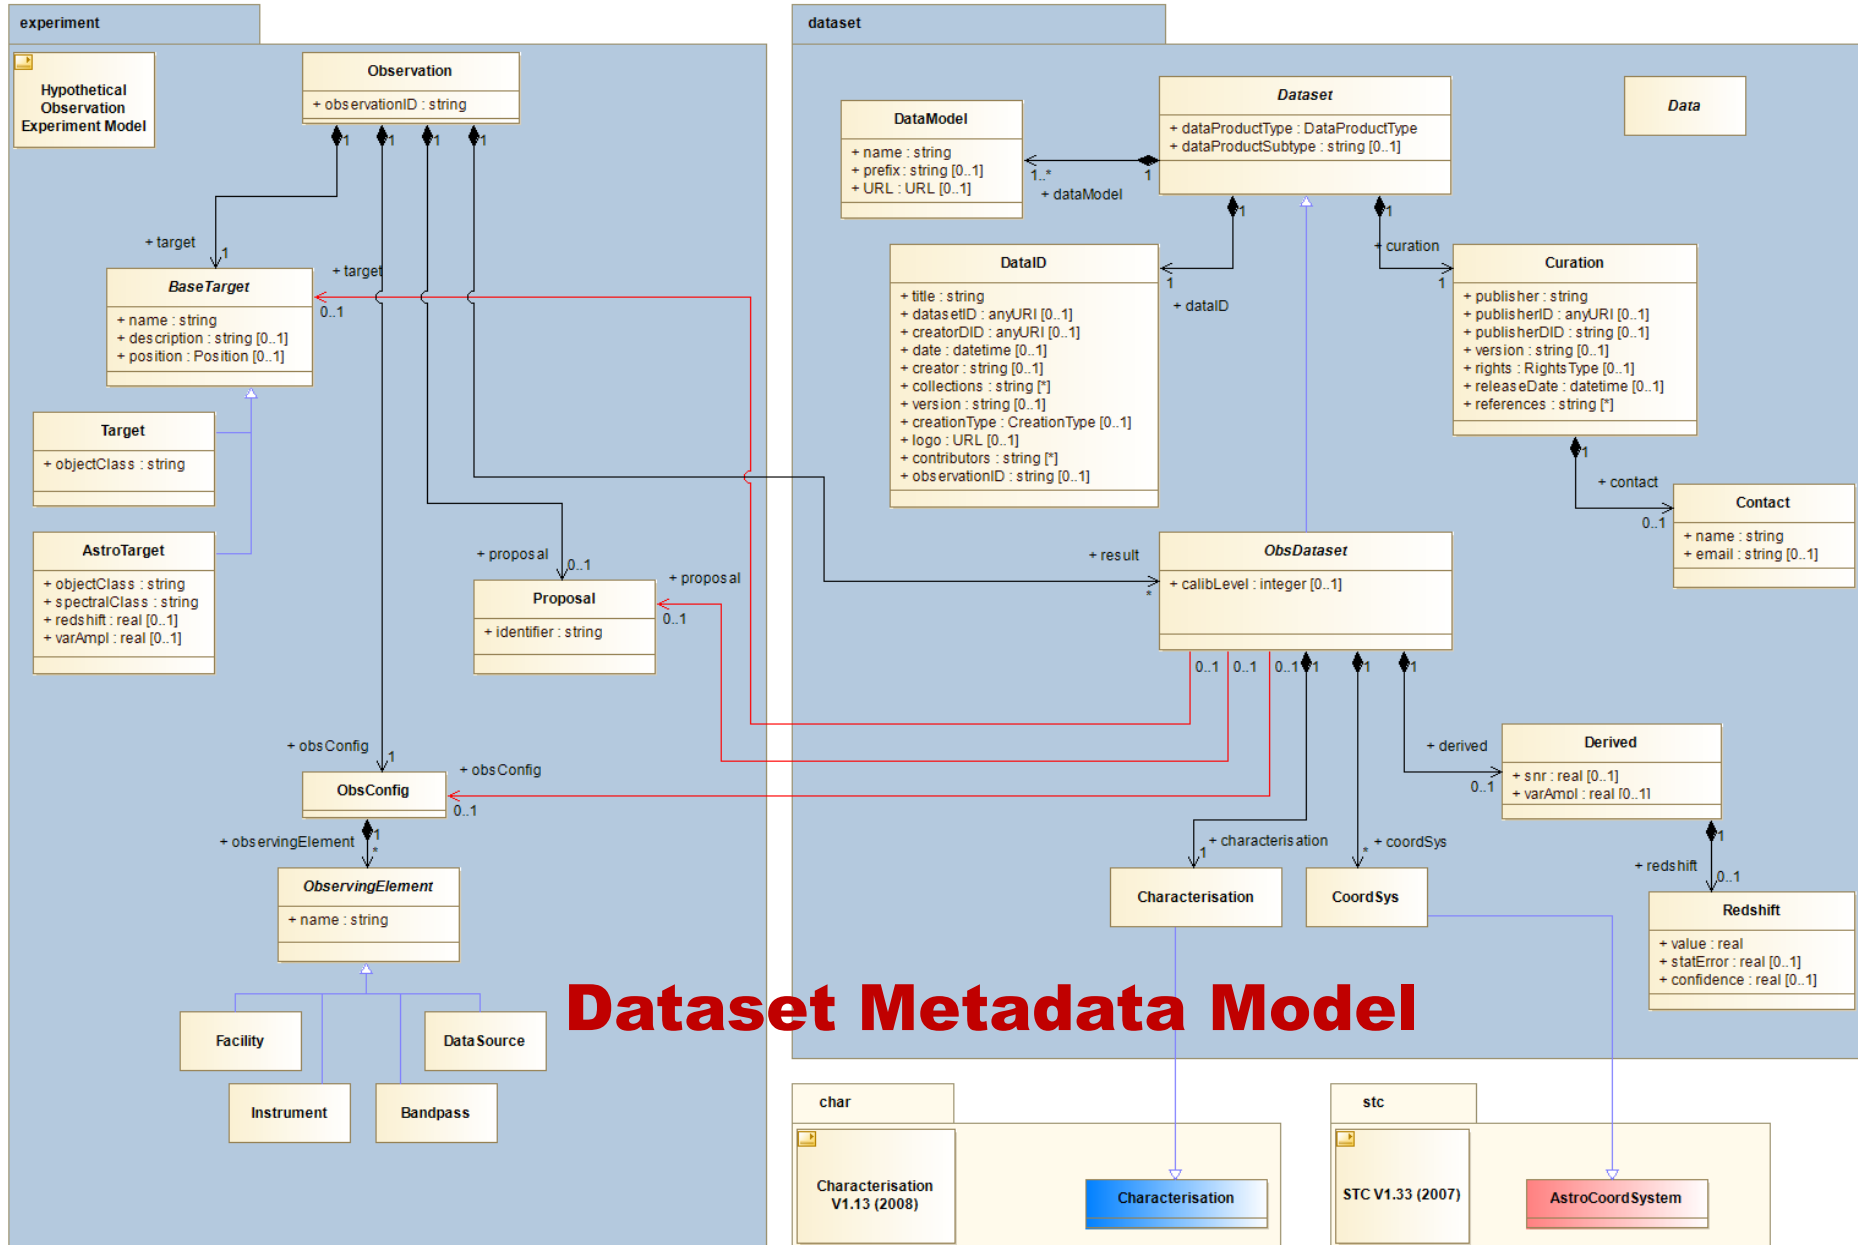 experiment
Hypothetical
Observation
Experiment Model
Observation
+ observationID : string
1
1
1
1
+ target
1
+ target
0..1
BaseTarget
+ name : string
+ description : string [0..1]
+ position : Position [0..1]
Target
+ objectClass : string
AstroTarget
+ objectClass : string
+ spectralClass : string
+ redshift : real [0..1]
+ varAmpl : real [0..1]
+ proposal
0..1
+ proposal
0..1
Proposal
+ identifier : string
+ obsConfig
1
+ obsConfig
0..1
ObsConfig
1
+ observingElement
*
ObservingElement
+ name : string
Facility
DataSource
Instrument
Bandpass
dataset
DataModel
+ name : string
+ prefix : string [0..1]
+ URL : URL [0..1]
1..*
1
+ dataModel
Dataset
+ dataProductType : DataProductType
+ dataProductSubtype : string [0..1]
1
1
Data
+ curation
1
1
+ dataID
DataID
+ title : string
+ datasetID : anyURI [0..1]
+ creatorDID : anyURI [0..1]
+ date : datetime [0..1]
+ creator : string [0..1]
+ collections : string [*]
+ version : string [0..1]
+ creationType : CreationType [0..1]
+ logo : URL [0..1]
+ contributors : string [*]
+ observationID : string [0..1]
Curation
+ publisher : string
+ publisherID : anyURI [0..1]
+ publisherDID : string [0..1]
+ version : string [0..1]
+ rights : RightsType [0..1]
+ releaseDate : datetime [0..1]
+ references : string [*]
1
+ contact
0..1
Contact
+ name : string
+ email : string [0..1]
+ result
*
ObsDataset
+ calibLevel : integer [0..1]
0..1
0..1
0..1
1
1
1
+ derived
0..1
Derived
+ snr : real [0..1]
+ varAmpl : real [0..1]
1
+ redshift
0..1
Redshift
+ value : real
+ statError : real [0..1]
+ confidence : real [0..1]
+ characterisation
1
Characterisation
+ coordSys
*
CoordSys
Dataset Metadata Model
char
Characterisation
V1.13 (2008)
Characterisation
stc
STC V1.33 (2007)
AstroCoordSystem